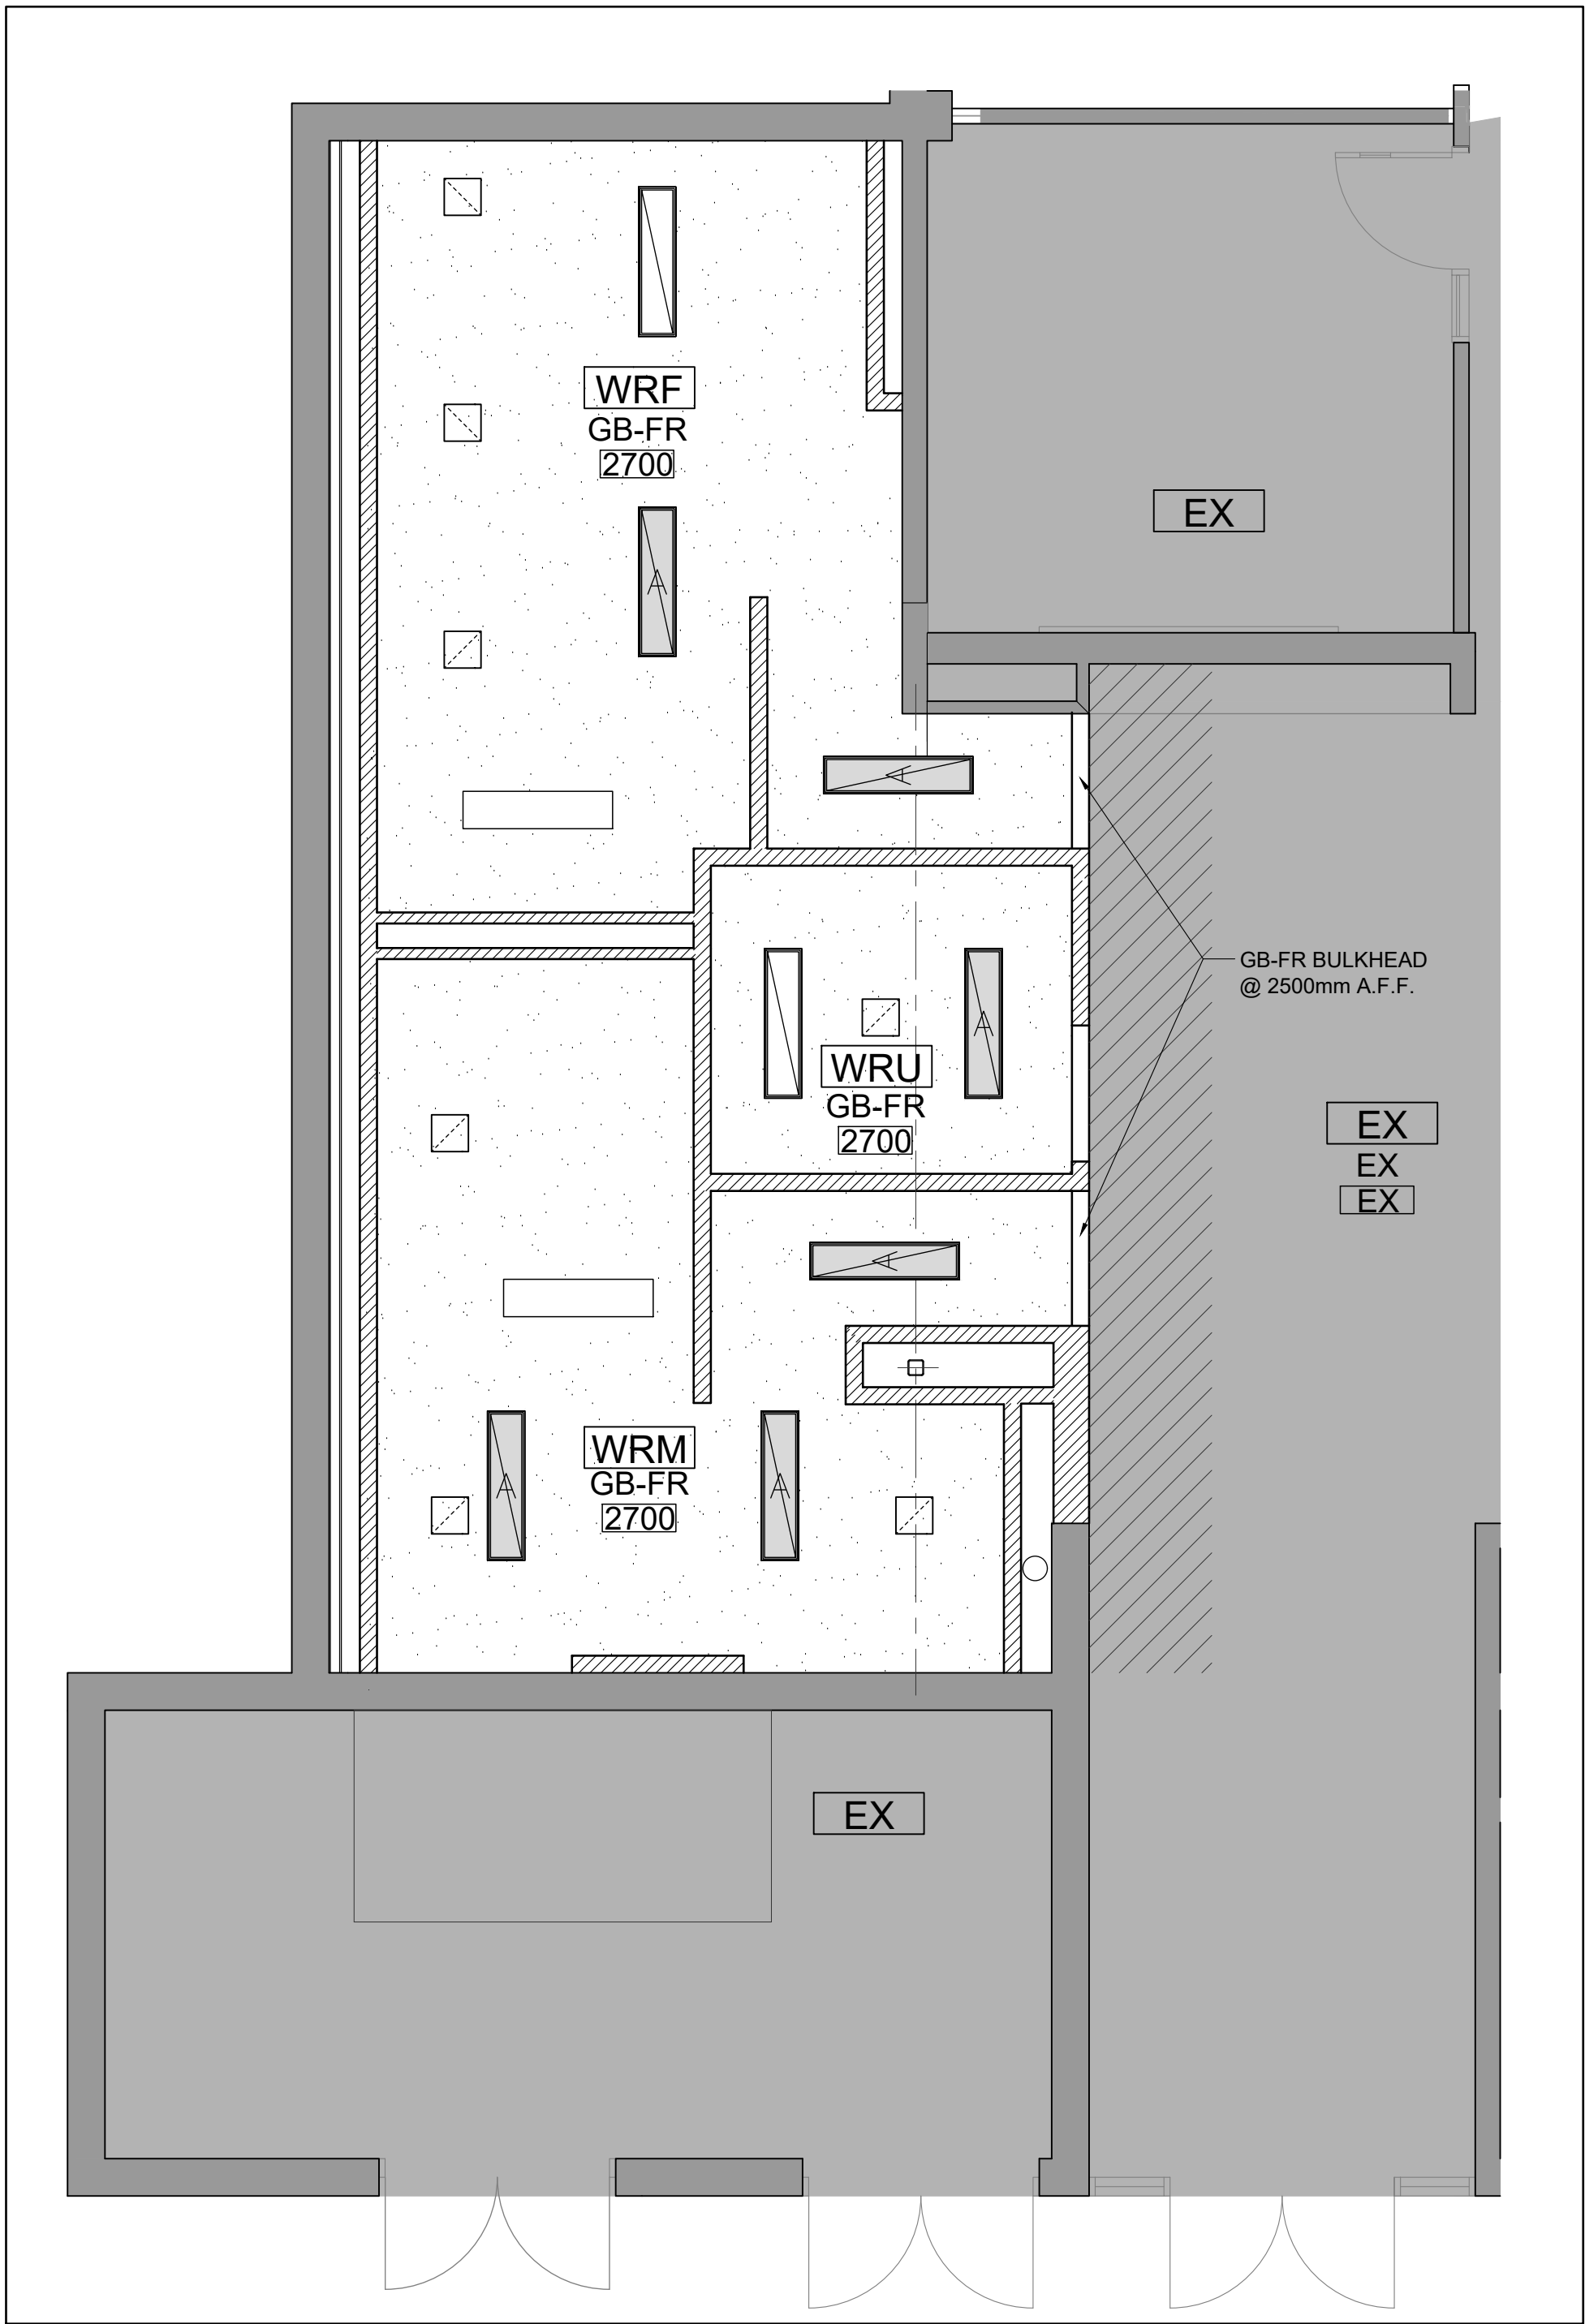 WRF
GB-FR
2700
EX
A
A
GB-FR BULKHEAD
@ 2500mm A.F.F.
A
WRU
GB-FR
2700
EX
EX
EX
A
WRM
GB-FR
2700
A
A
EX